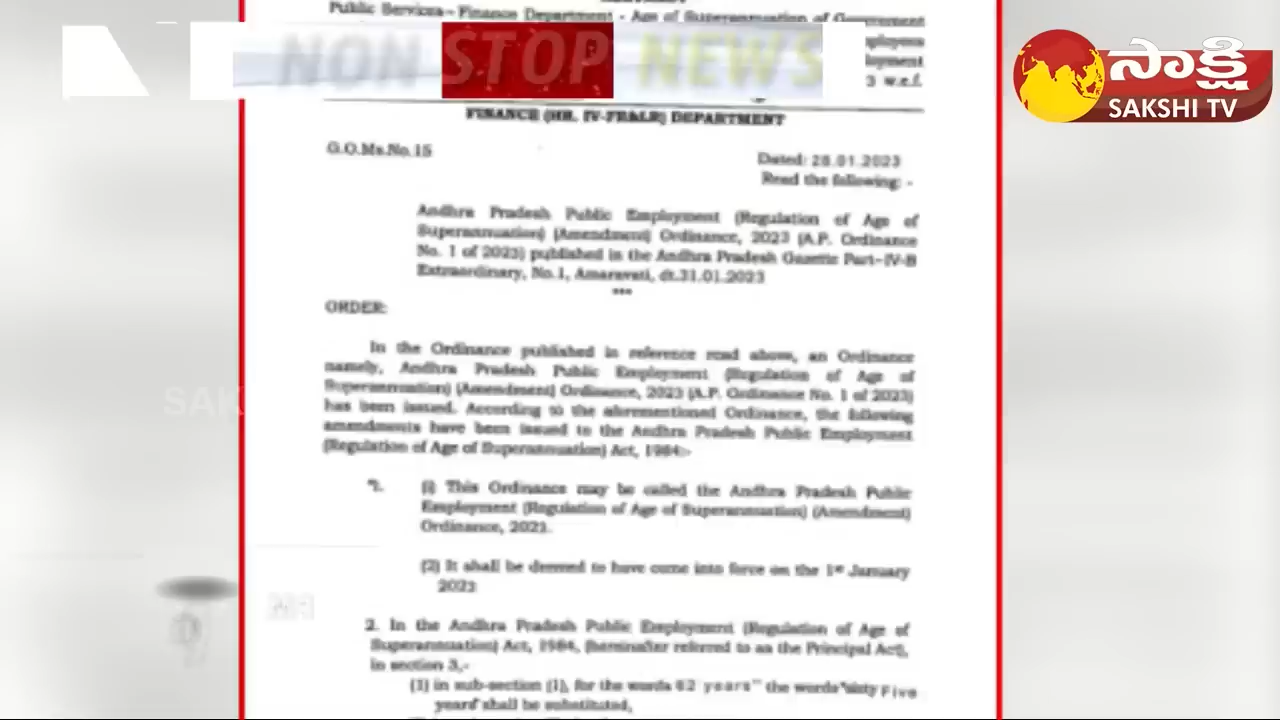 Public Services - Finance Department - Age of Superannuation of Government
3 w.e.f.
NON STOP NEWS
సాక్షి
SAKSHI TV
FINANCE (HR. IV-FR&LR) DEPARTMENT
G.O.Ms.No.15
Dated: 28.01.2023
Read the following: -
Andhra Pradesh Public Employment (Regulation of Age of
Superannuation) (Amendment) Ordinance, 2023 (A.P. Ordinance
No. 1 of 2023) published in the Andhra Pradesh Gazette Part-IV-B
Extraordinary, No.1, Amaravati, dt.31.01.2023
***
ORDER:
In the Ordinance published in reference read above, an Ordinance
namely, Andhra Pradesh Public Employment (Regulation of Age of
Superannuation) (Amendment) Ordinance, 2023 (A.P. Ordinance No. 1 of 2023)
has been issued. According to the aforementioned Ordinance, the following
amendments have been issued to the Andhra Pradesh Public Employment
(Regulation of Age of Superannuation) Act, 1984:-
"1. (i) This Ordinance may be called the Andhra Pradesh Public
Employment (Regulation of Age of Superannuation) (Amendment)
Ordinance, 2023.
(2) It shall be deemed to have come into force on the 1st January
2023
2. In the Andhra Pradesh Public Employment (Regulation of Age of
Superannuation) Act, 1984, (hereinafter referred to as the Principal Act),
in section 3,-
(1) in sub-section (1), for the words 62 years" the words"sixty Five
years" shall be substituted,
SAK